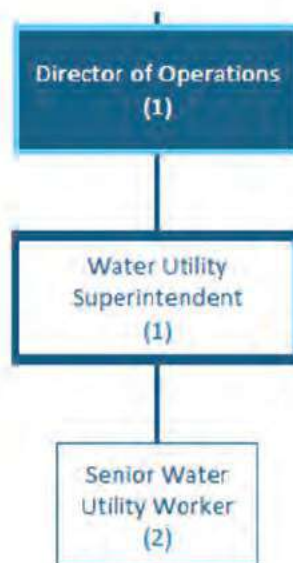 Director of Operations
(1)
Water Utility
Superintendent
(1)
Senior Water
Utility Worker
(2)